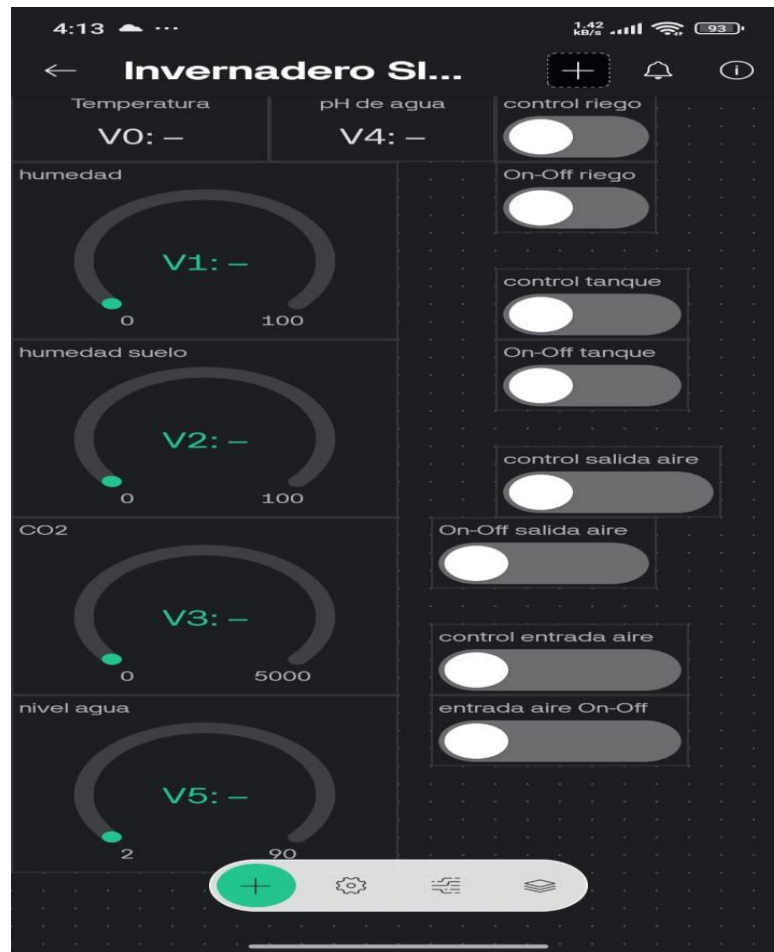 4:13 ... 1.42 kB/s 93
Invernadero SI...
Temperatura pH de agua control riego
V0: – V4: –
humedad On-Off riego
V1: –
0 100
control tanque
humedad suelo On-Off tanque
V2: –
0 100
control salida aire
CO2 On-Off salida aire
V3: –
0 5000
control entrada aire
nivel agua entrada aire On-Off
V5: –
2 90